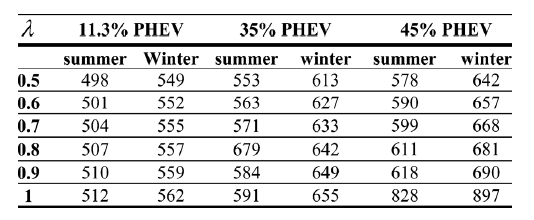 λ 11.3% PHEV 35% PHEV 45% PHEV
summer Winter summer winter summer winter
0.5 498 549 553 613 578 642
0.6 501 552 563 627 590 657
0.7 504 555 571 633 599 668
0.8 507 557 679 642 611 681
0.9 510 559 584 649 618 690
1 512 562 591 655 828 897